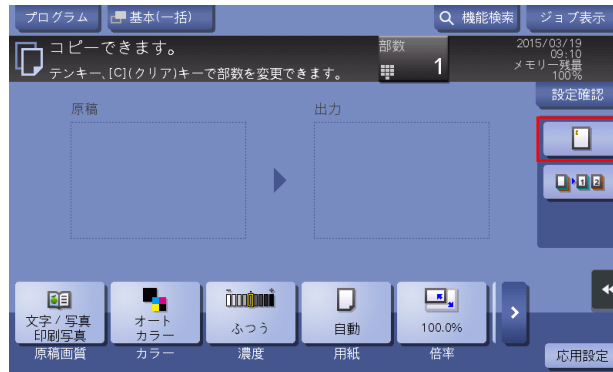 プログラム
基本(一括)
機能検索
ジョブ表示
コピーできます。
テンキー、[C](クリア)キーで部数を変更できます。
部数
1
2015/03/19
09:10
メモリー残量
100%
設定確認
原稿
出力
1 2
文字/写真
印刷写真
オート
カラー
ふつう
自動
100.0%
原稿画質
カラー
濃度
用紙
倍率
応用設定